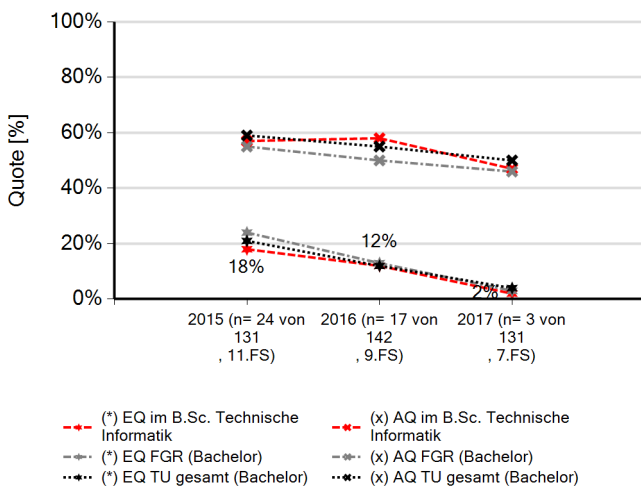 100%
80%
60%
40%
20%
0%
Quote [%]
12%
18%
2%
2015 (n= 24 von
131
, 11.FS)
2016 (n= 17 von
142
, 9.FS)
2017 (n= 3 von
131
, 7.FS)
(*) EQ im B.Sc. Technische
Informatik
(*) EQ FGR (Bachelor)
(*) EQ TU gesamt (Bachelor)
(x) AQ im B.Sc. Technische
Informatik
(x) AQ FGR (Bachelor)
(x) AQ TU gesamt (Bachelor)